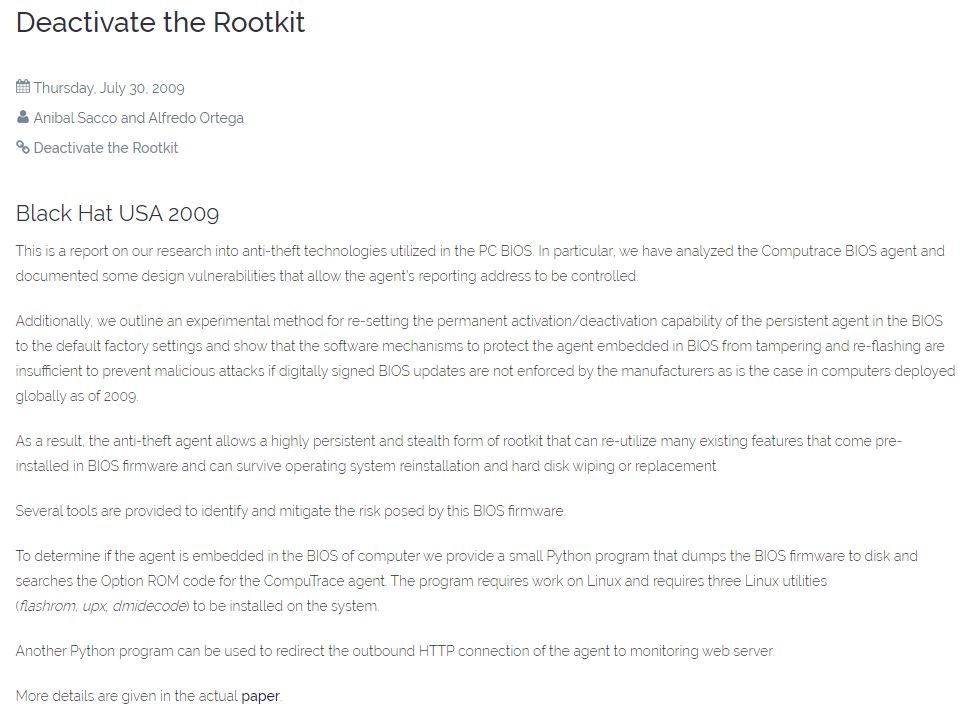 Deactivate the Rootkit
Thursday, July 30, 2009
Anibal Sacco and Alfredo Ortega
Deactivate the Rootkit
Black Hat USA 2009
This is a report on our research into anti-theft technologies utilized in the PC BIOS. In particular, we have analyzed the Computrace BIOS agent and
documented some design vulnerabilities that allow the agent's reporting address to be controlled.
Additionally, we outline an experimental method for re-setting the permanent activation/deactivation capability of the persistent agent in the BIOS
to the default factory settings and show that the software mechanisms to protect the agent embedded in BIOS from tampering and re-flashing are
insufficient to prevent malicious attacks if digitally signed BIOS updates are not enforced by the manufacturers as is the case in computers deployed
globally as of 2009.
As a result, the anti-theft agent allows a highly persistent and stealth form of rootkit that can re-utilize many existing features that come pre-
installed in BIOS firmware and can survive operating system reinstallation and hard disk wiping or replacement
Several tools are provided to identify and mitigate the risk posed by this BIOS firmware.
To determine if the agent is embedded in the BIOS of computer we provide a small Python program that dumps the BIOS firmware to disk and
searches the Option ROM code for the CompuTrace agent. The program requires work on Linux and requires three Linux utilities
(flashrom, upx, dmidecode) to be installed on the system.
Another Python program can be used to redirect the outbound HTTP connection of the agent to monitoring web server.
More details are given in the actual paper.